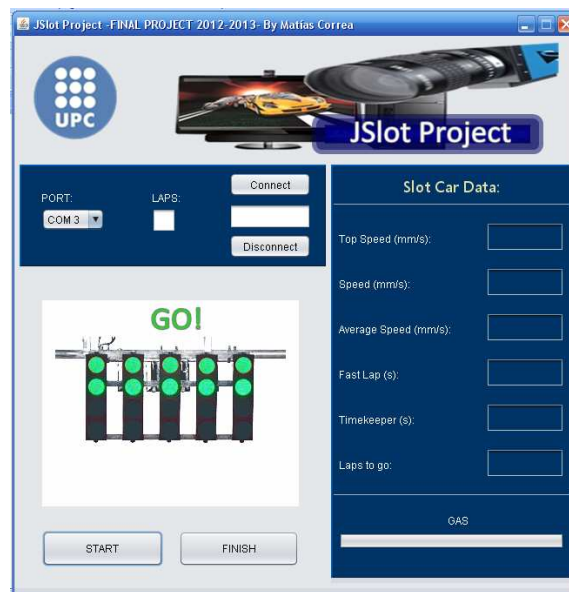 JSlot Project -FINAL PROJECT 2012-2013- By Matías Correa
UPC
JSlot Project
PORT:
LAPS:
COM 3
Connect
Disconnect
GO!
START
FINISH
Slot Car Data:
Top Speed (mm/s):
Speed (mm/s):
Average Speed (mm/s):
Fast Lap (s):
Timekeeper (s):
Laps to go:
GAS